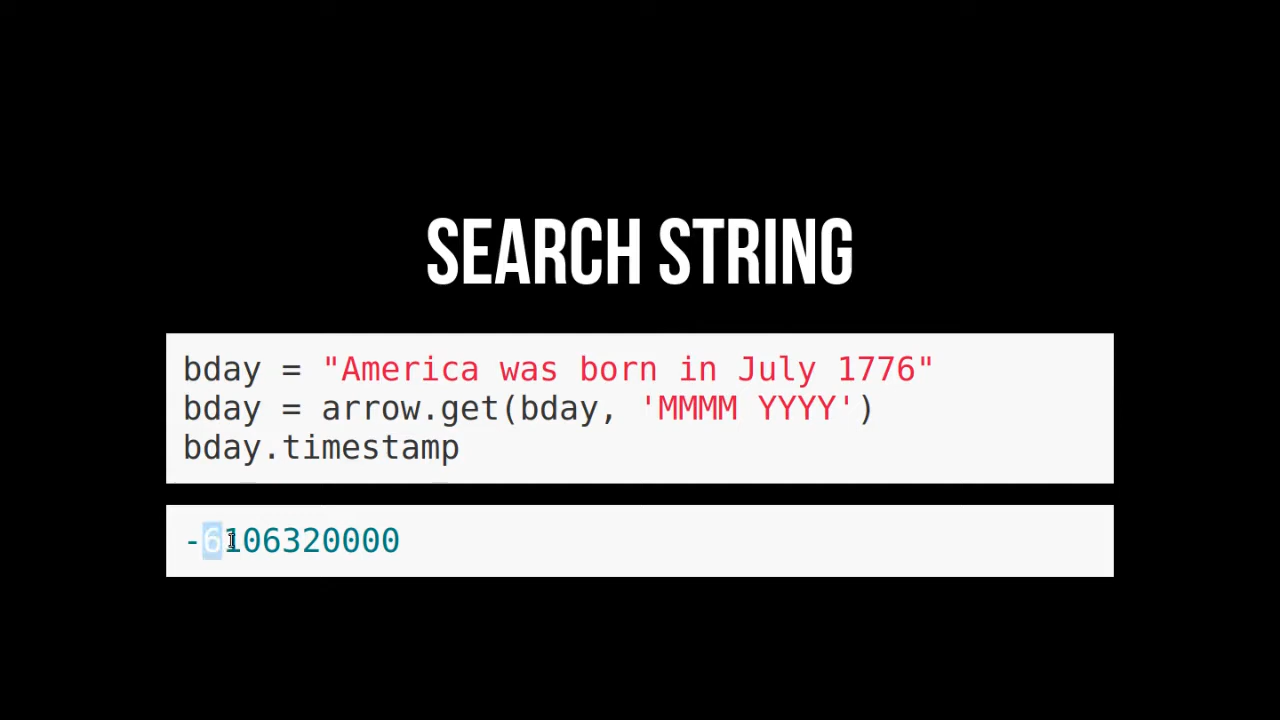 SEARCH STRING
bday = "America was born in July 1776"
bday = arrow.get(bday, 'MMMM YYYY')
bday.timestamp
-6106320000